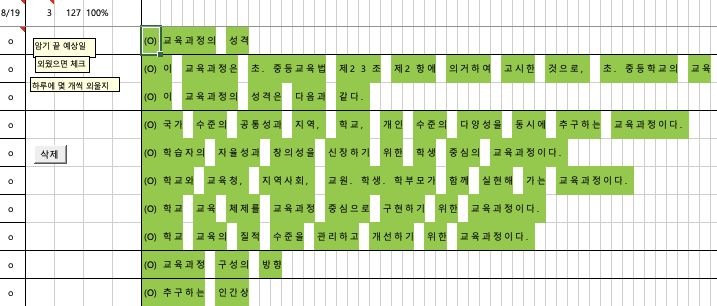 8/19 3 127 100%
o (O) 교육과정의 성격
암기 끝 예상일
외웠으면 체크
o (O) 이 교육과정은 초. 중등교육법 제23조 제2항에 의거하여 고시한 것으로, 초. 중등학교의 교육
하루에 몇 개씩 외울지
o (O) 이 교육과정의 성격은 다음과 같다.
o (O) 국가 수준의 공통성과 지역, 학교, 개인 수준의 다양성을 동시에 추구하는 교육과정이다.
삭제
o (O) 학습자의 자율성과 창의성을 신장하기 위한 학생 중심의 교육과정이다.
o (O) 학교와 교육청, 지역사회, 교원. 학생. 학부모가 함께 실현해 가는 교육과정이다.
o (O) 학교 교육 체제를 교육과정 중심으로 구현하기 위한 교육과정이다.
o (O) 학교 교육의 질적 수준을 관리하고 개선하기 위한 교육과정이다.
o (O) 교육과정 구성의 방향
o (O) 추구하는 인간상